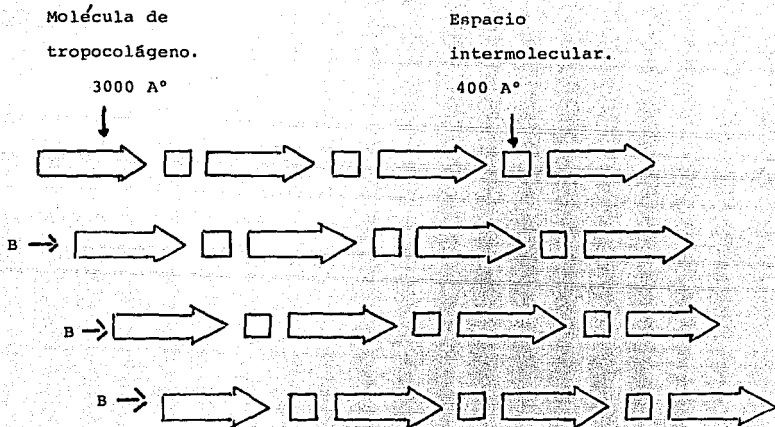 Molécula de
tropocolágeno.
3000 A°
Espacio
intermolecular.
400 A°
B
B
B